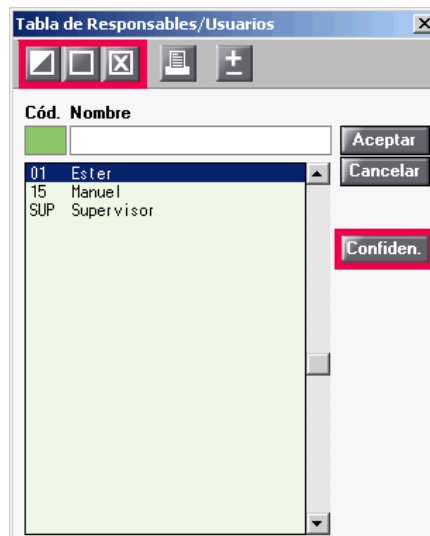 Tabla de Responsables/Usuarios
Cód. Nombre
Aceptar
Cancelar
01 Ester
15 Manuel
SUP Supervisor
Confiden.